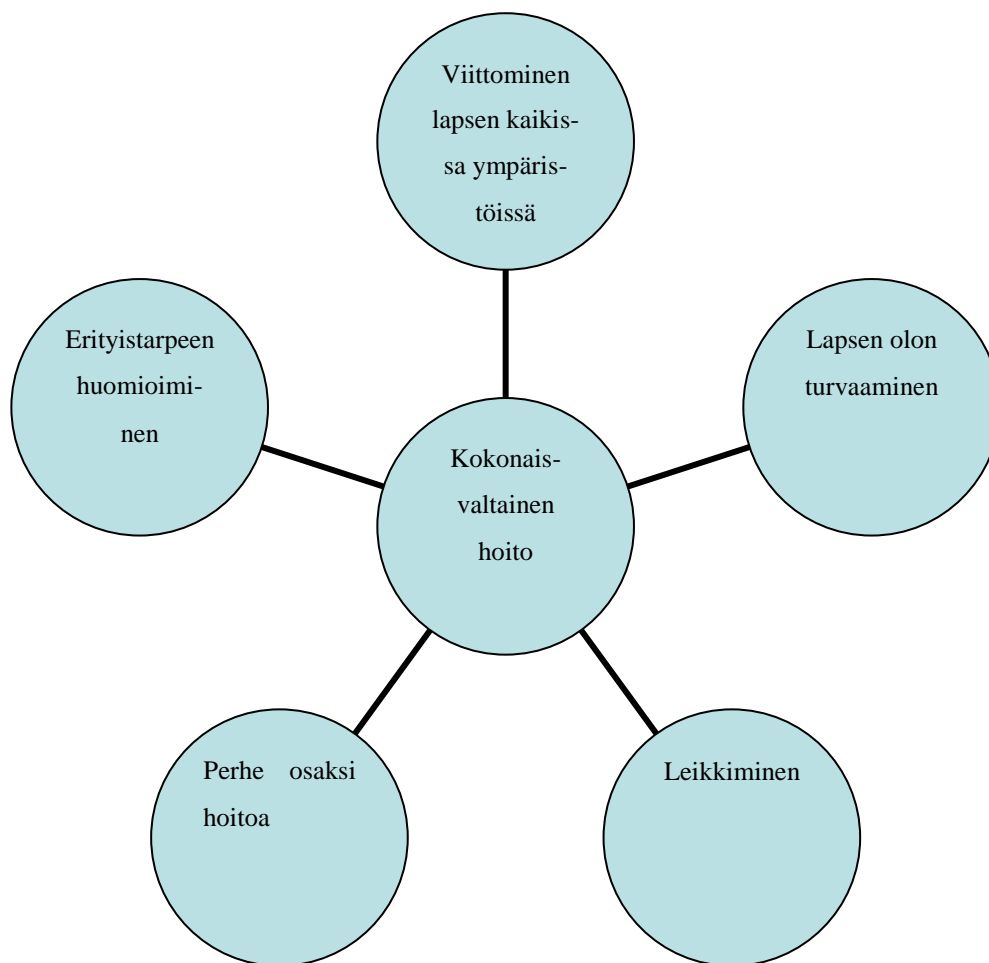 Viittominen
lapsen kaikis-
sa ympäris-
töissä
Erityistarpeen
huomioimi-
nen
Lapsen olon
turvaaminen
Kokonais-
valtainen
hoito
Perhe osaksi
hoitoa
Leikkiminen